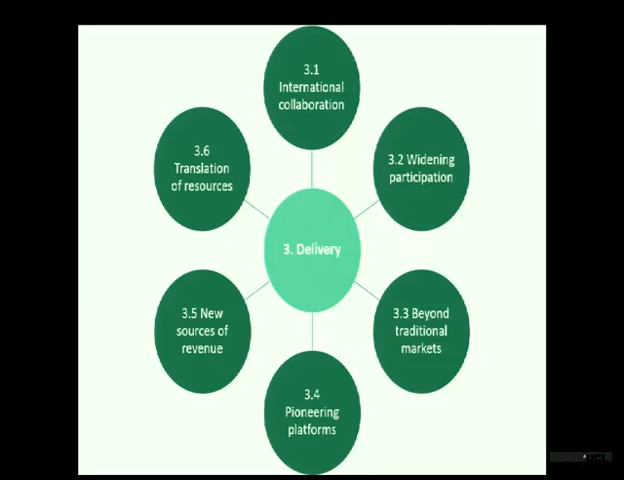 3.1
International
collaboration
3.6
Translation
of resources
3.2 Widening
participation
3. Delivery
3.5 New
sources of
revenue
3.3 Beyond
traditional
markets
3.4
Pioneering
platforms